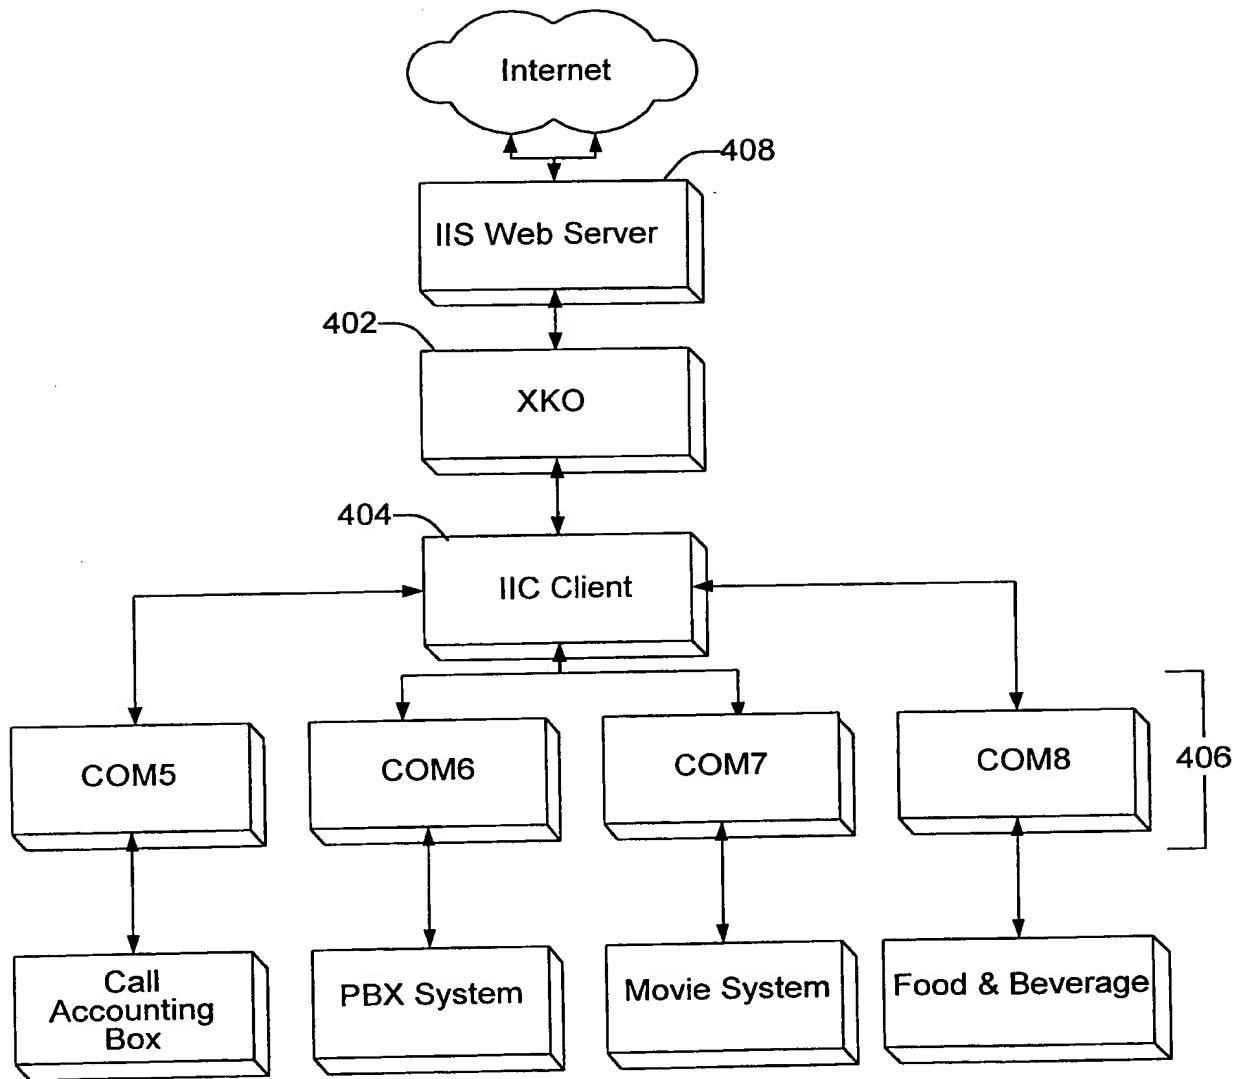 Internet
408
IIS Web Server
402
XKO
404
IIC Client
COM5
COM6
COM7
COM8
406
Call
Accounting
Box
PBX System
Movie System
Food & Beverage